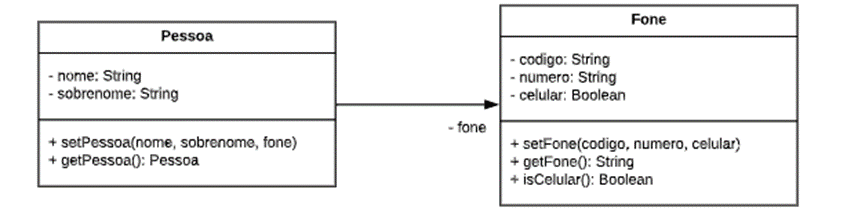 Pessoa
- nome: String
- sobrenome: String
+ setPessoa(nome, sobrenome, fone)
+ getPessoa(): Pessoa
- fone
Fone
- codigo: String
- numero: String
- celular: Boolean
+ setFone(codigo, numero, celular)
+ getFone(): String
+ isCelular(): Boolean